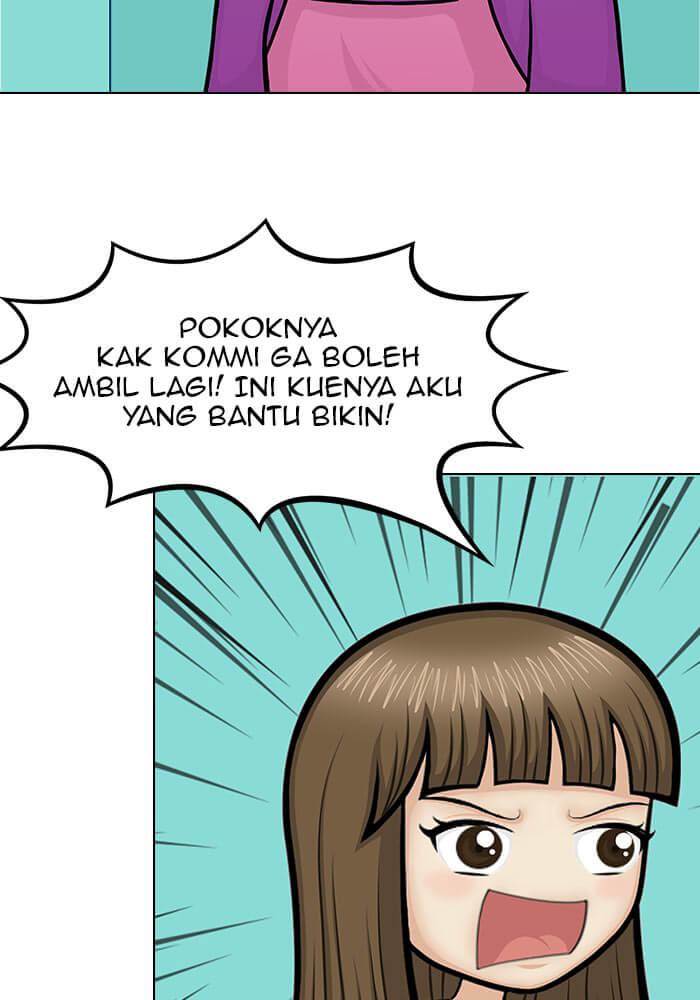 POKOKNYA
KAK KOMMI GA BOLEH
AMBIL LAGI! INI KUENYA AKU
YANG BANTU BIKIN!